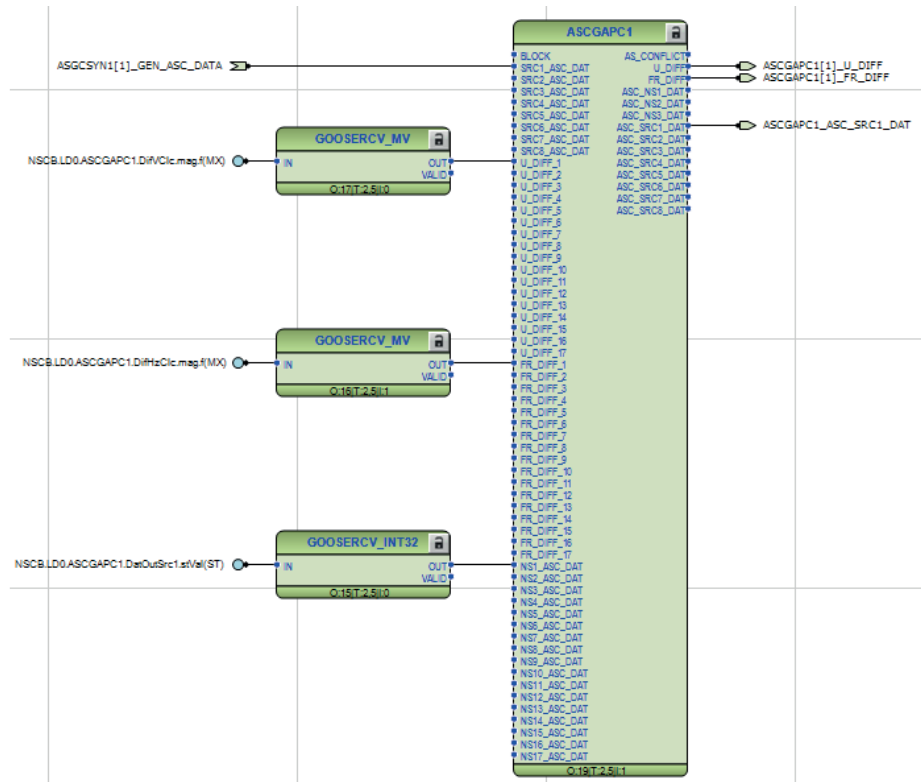 ASCGAPC1
BLOCK
AS_CONFLICT
ASGCSYN1[1]_GEN_ASC_DATA
SRC1_ASC_DAT
U_DIFF
ASCGAPC1[1]_U_DIFF
SRC2_ASC_DAT
FR_DIFF
ASCGAPC1[1]_FR_DIFF
SRC3_ASC_DAT
ASC_NS1_DAT
SRC4_ASC_DAT
ASC_NS2_DAT
SRC5_ASC_DAT
ASC_NS3_DAT
SRC6_ASC_DAT
ASC_SRC1_DAT
ASCGAPC1_ASC_SRC1_DAT
SRC7_ASC_DAT
ASC_SRC2_DAT
SRC8_ASC_DAT
ASC_SRC3_DAT
GOOSERCV_MV
NSCB.LD0.ASCGAPC1.DifVClc.mag.f(MX)
IN
OUT
VALID
O:17|T:2.5|I:0
U_DIFF_1
ASC_SRC4_DAT
U_DIFF_2
ASC_SRC5_DAT
U_DIFF_3
ASC_SRC6_DAT
U_DIFF_4
ASC_SRC7_DAT
U_DIFF_5
ASC_SRC8_DAT
U_DIFF_6
U_DIFF_7
U_DIFF_8
U_DIFF_9
U_DIFF_10
U_DIFF_11
U_DIFF_12
U_DIFF_13
U_DIFF_14
U_DIFF_15
U_DIFF_16
U_DIFF_17
GOOSERCV_MV
NSCB.LD0.ASCGAPC1.DifHzClc.mag.f(MX)
IN
OUT
VALID
O:16|T:2.5|I:1
FR_DIFF_1
FR_DIFF_2
FR_DIFF_3
FR_DIFF_4
FR_DIFF_5
FR_DIFF_6
FR_DIFF_7
FR_DIFF_8
FR_DIFF_9
FR_DIFF_10
FR_DIFF_11
FR_DIFF_12
FR_DIFF_13
FR_DIFF_14
FR_DIFF_15
FR_DIFF_16
FR_DIFF_17
GOOSERCV_INT32
NSCB.LD0.ASCGAPC1.DatOutSrc1.stVal(ST)
IN
OUT
VALID
O:15|T:2.5|I:0
NS1_ASC_DAT
NS2_ASC_DAT
NS3_ASC_DAT
NS4_ASC_DAT
NS5_ASC_DAT
NS6_ASC_DAT
NS7_ASC_DAT
NS8_ASC_DAT
NS9_ASC_DAT
NS10_ASC_DAT
NS11_ASC_DAT
NS12_ASC_DAT
NS13_ASC_DAT
NS14_ASC_DAT
NS15_ASC_DAT
NS16_ASC_DAT
NS17_ASC_DAT
O:19|T:2.5|I:1